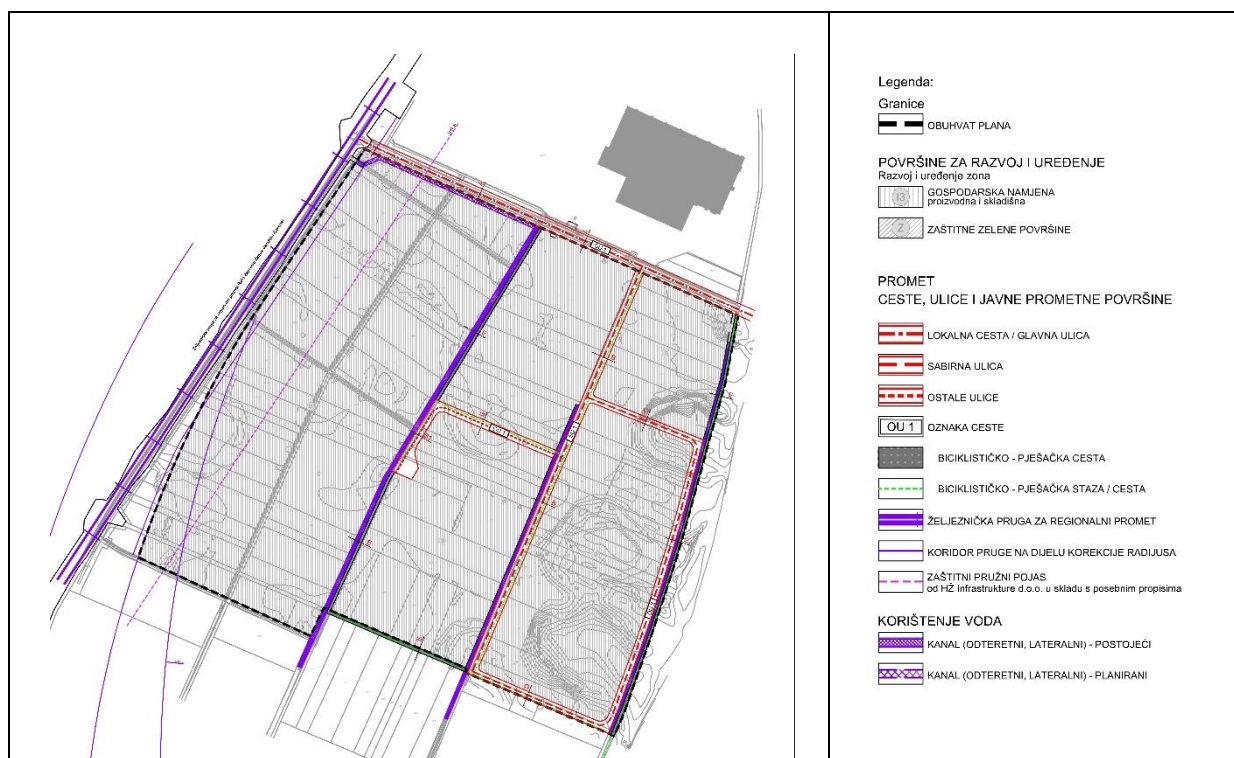 Legenda:
Granice
OBUHVAT PLANA
POVRŠINE ZA RAZVOJ I UREĐENJE
Razvoj i uređenje zona
I3
GOSPODARSKA NAMJENA
proizvodna i skladišna
Z
ZAŠTITNE ZELENE POVRŠINE
PROMET
CESTE, ULICE I JAVNE PROMETNE POVRŠINE
LOKALNA CESTA / GLAVNA ULICA
SABIRNA ULICA
OSTALE ULICE
OU 1
OZNAKA CESTE
BICIKLISTIČKO - PJEŠAČKA CESTA
BICIKLISTIČKO - PJEŠAČKA STAZA / CESTA
ŽELJEZNIČKA PRUGA ZA REGIONALNI PROMET
KORIDOR PRUGE NA DIJELU KOREKCIJE RADIJUSA
ZAŠTITNI PRUŽNI POJAS
od HŽ Infrastrukture d.o.o. u skladu s posebnim propisima
KORIŠTENJE VODA
KANAL (ODTERETNI, LATERALNI) - POSTOJEĆI
KANAL (ODTERETNI, LATERALNI) - PLANIRANI